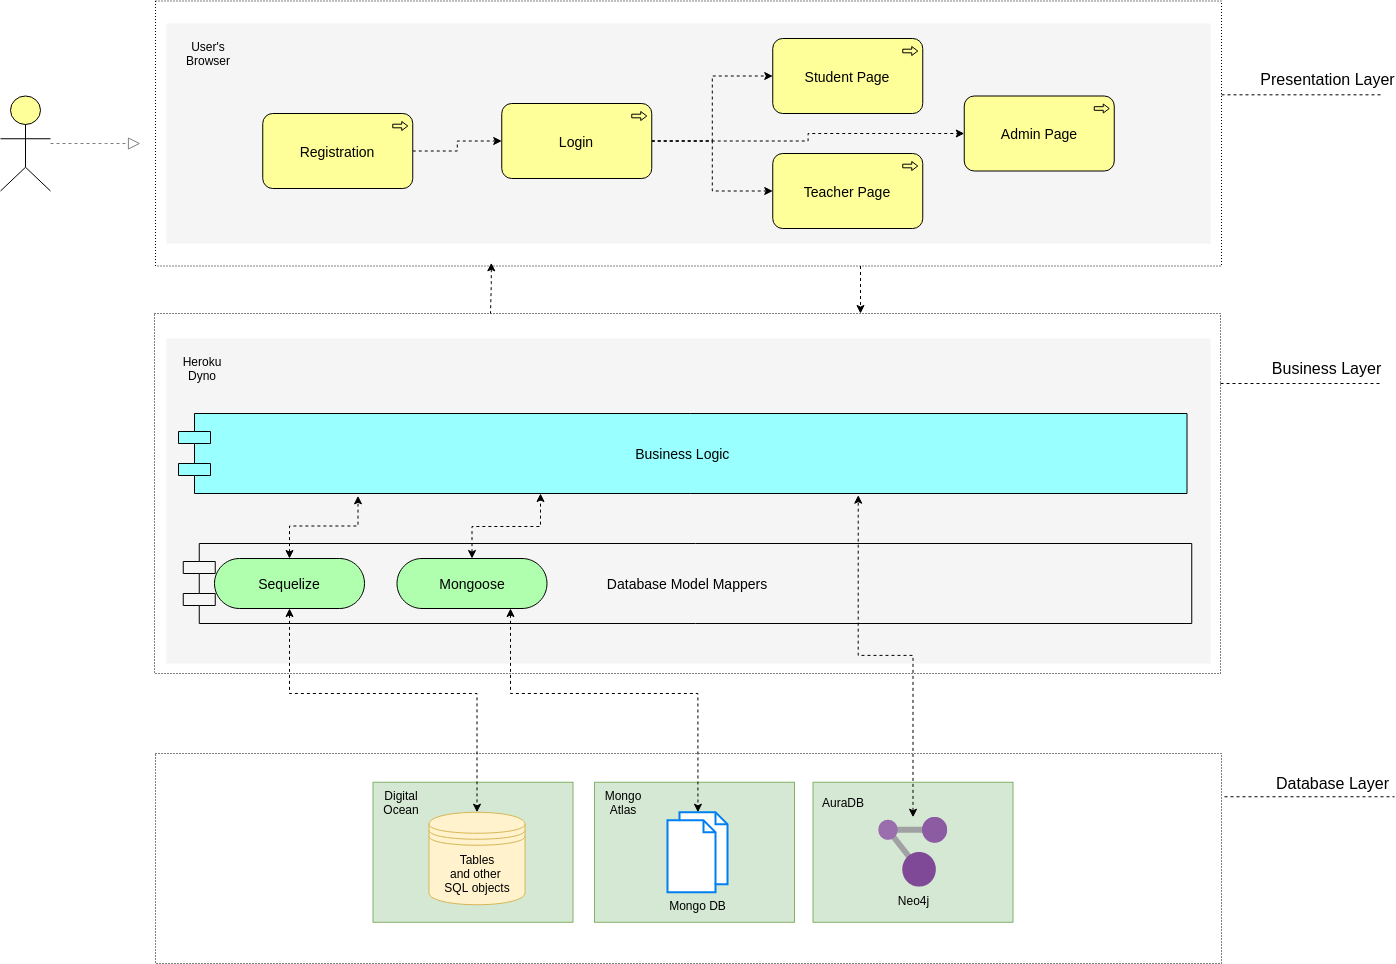 User's
Browser
Student Page
Presentation Layer
Registration
Login
Admin Page
Teacher Page
Heroku
Dyno
Business Layer
Business Logic
Sequelize
Mongoose
Database Model Mappers
Database Layer
Digital
Ocean
Tables
and other
SQL objects
Mongo
Atlas
Mongo DB
AuraDB
Neo4j